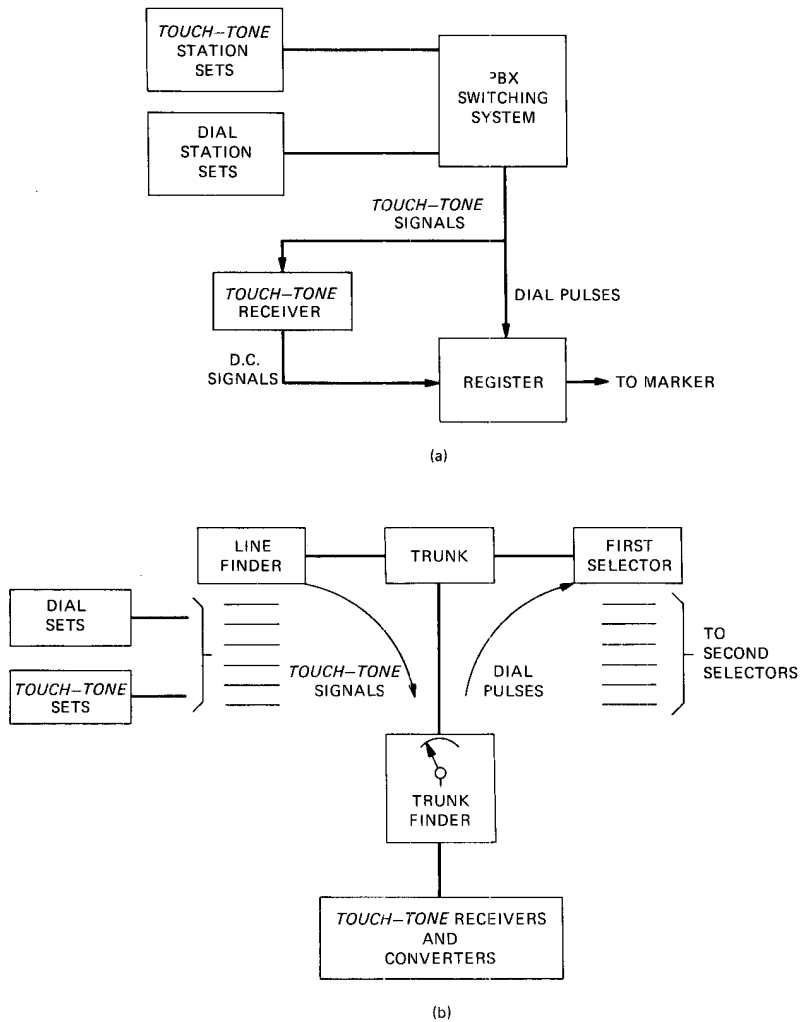 TOUCH–TONE
STATION
SETS
PBX
SWITCHING
SYSTEM
DIAL
STATION
SETS
TOUCH–TONE
SIGNALS
TOUCH–TONE
RECEIVER
DIAL PULSES
D.C.
SIGNALS
REGISTER
TO MARKER
(a)
LINE
FINDER
TRUNK
FIRST
SELECTOR
DIAL
SETS
TOUCH–TONE
SETS
TOUCH–TONE
SIGNALS
DIAL
PULSES
TO
SECOND
SELECTORS
TRUNK
FINDER
TOUCH–TONE RECEIVERS
AND
CONVERTERS
(b)